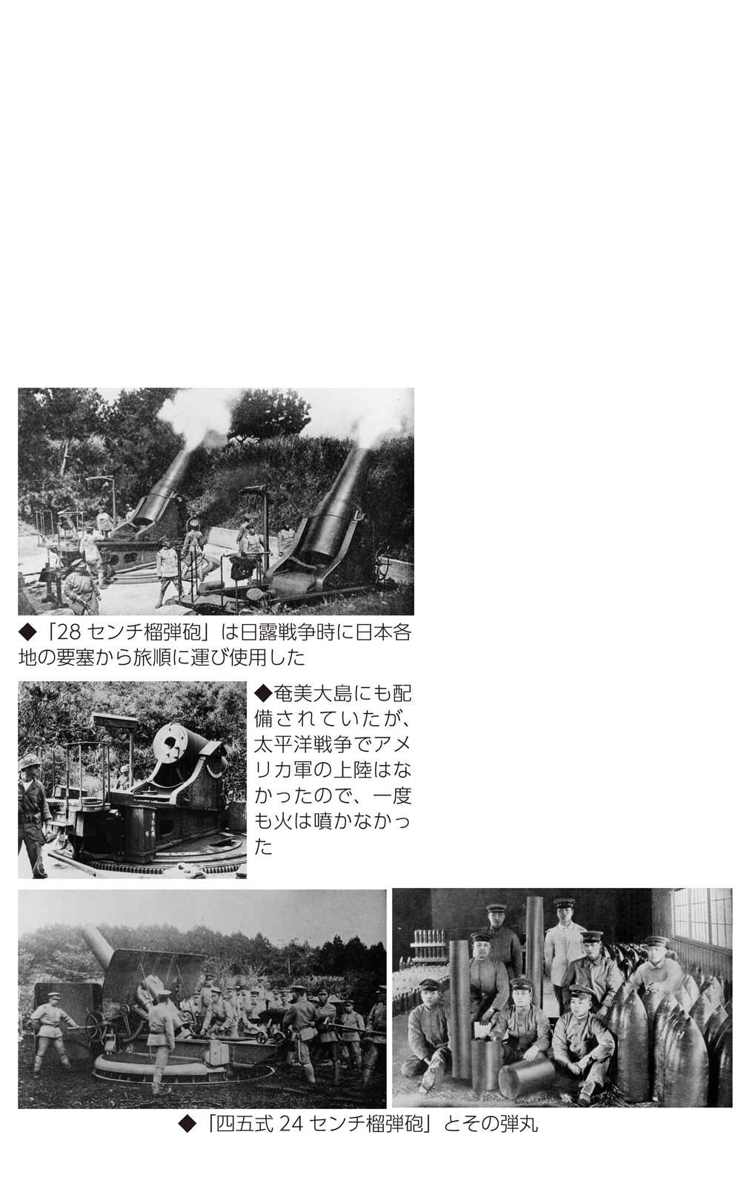 ◆「28 センチ榴弾砲」は日露戦争時に日本各
地の要塞から旅順に運び使用した
◆奄美大島にも配
備されていたが、
太平洋戦争でアメ
リカ軍の上陸はな
かったので、一度
も火は噴かなかっ
た
◆「四五式 24 センチ榴弾砲」とその弾丸